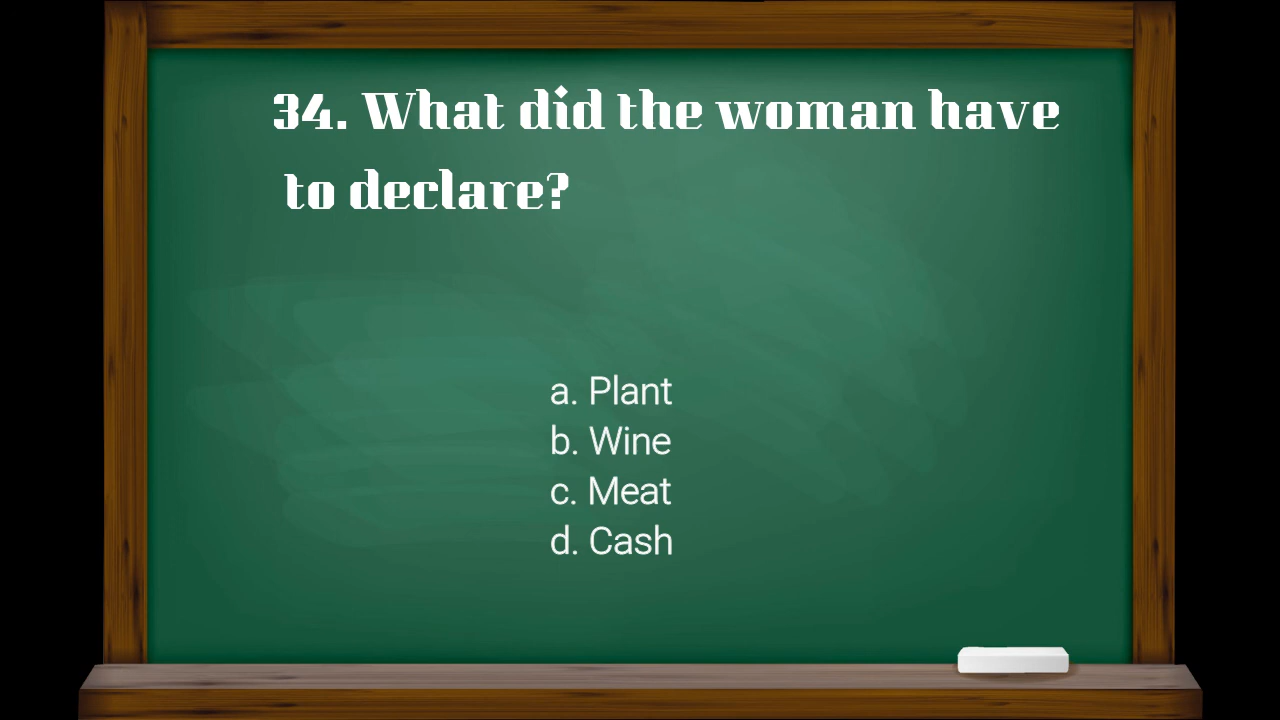 34. What did the woman have
to declare?
a. Plant
b. Wine
c. Meat
d. Cash